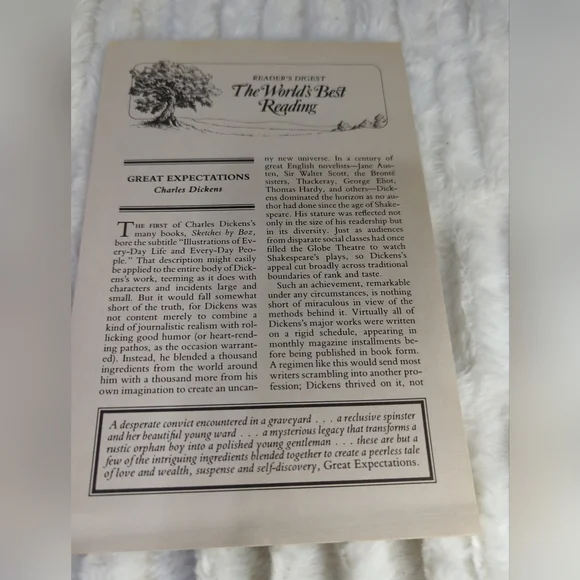 READER'S DIGEST
The World's Best
Reading
GREAT EXPECTATIONS
Charles Dickens
THE FIRST of Charles Dickens's
many books, Sketches by Boz,
bore the subtitle "Illustrations of Ev-
ery-Day Life and Every-Day Peo-
ple." That description might easily
be applied to the entire body of Dick-
ens's work, teeming as it does with
characters and incidents large and
small. But it would fall somewhat
short of the truth, for Dickens was
not content merely to combine a
kind of journalistic realism with rol-
licking good humor (or heart-rend-
ing pathos, as the occasion warrant-
ed). Instead, he blended a thousand
ingredients from the world around
him with a thousand more from his
own imagination to create an uncan-
ny new universe. In a century of
great English novelists—Jane Aus-
ten, Sir Walter Scott, the Brontë
sisters, Thackeray, George Eliot,
Thomas Hardy, and others—Dick-
ens dominated the horizon as no au-
thor had done since the age of Shake-
speare. His stature was reflected not
only in the size of his readership but
in its diversity. Just as audiences
from disparate social classes had once
filled the Globe Theatre to watch
Shakespeare's plays, so Dickens's
appeal cut broadly across traditional
boundaries of rank and taste.
Such an achievement, remarkable
under any circumstances, is nothing
short of miraculous in view of the
methods behind it. Virtually all of
Dickens's major works were written
on a rigid schedule, appearing in
monthly magazine installments be-
fore being published in book form.
A regimen like this would send most
writers scrambling into another pro-
fession; Dickens thrived on it, not
A desperate convict encountered in a graveyard . . . a reclusive spinster
and her beautiful young ward . . . a mysterious legacy that transforms a
rustic orphan boy into a polished young gentleman . . . these are but a
few of the intriguing ingredients blended together to create a peerless tale
of love and wealth, suspense and self-discovery, Great Expectations.